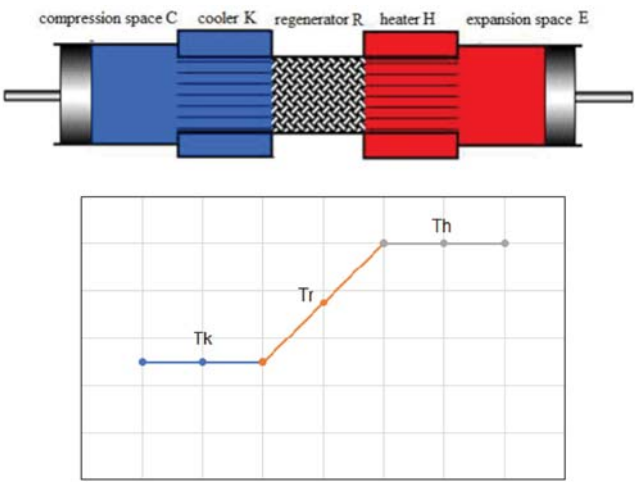 compression space C cooler K regenerator R heater H expansion space E
Th
Tr
Tk